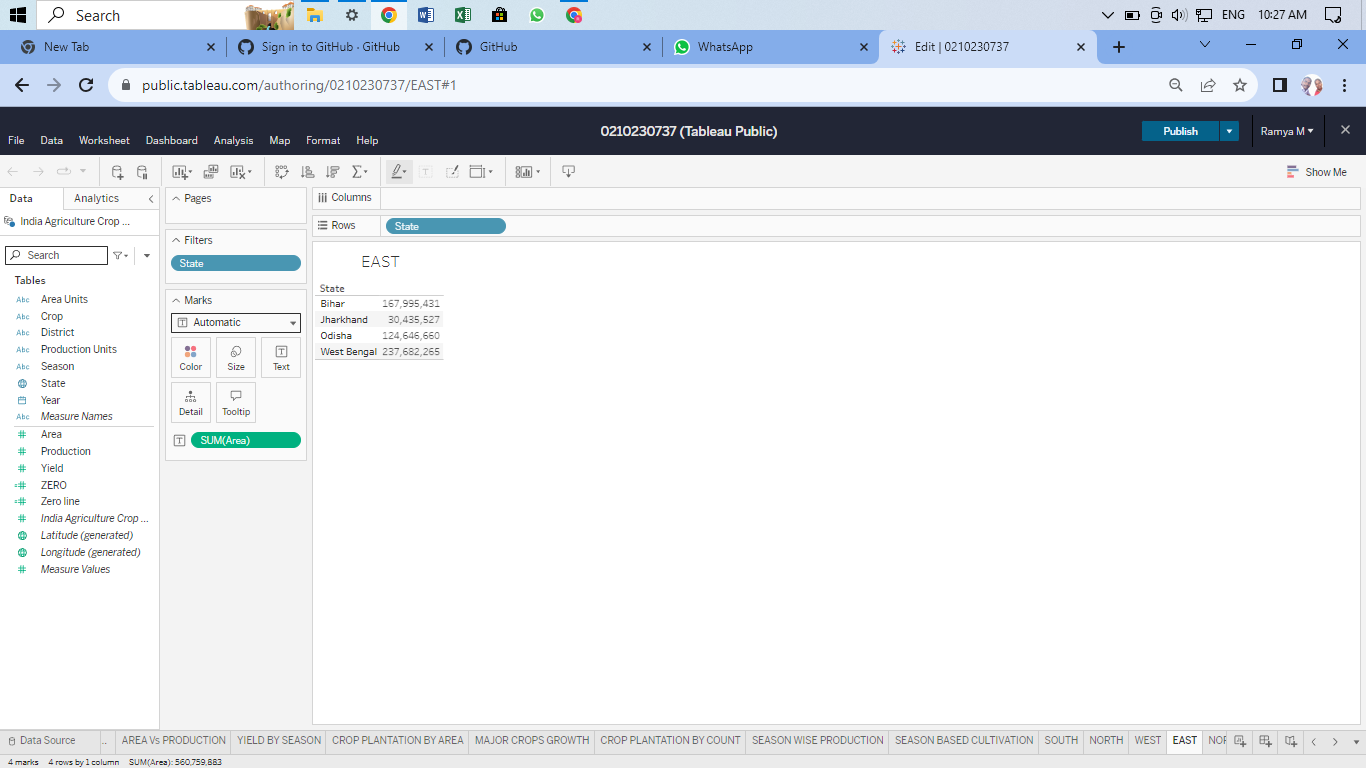 Search
ENG 10:27 AM
New Tab
Sign in to GitHub · GitHub
GitHub
WhatsApp
Edit | 0210230737
public.tableau.com/authoring/0210230737/EAST#1
0210230737 (Tableau Public)
Publish
Ramya M
File Data Worksheet Dashboard Analysis Map Format Help
Show Me
Data Analytics
India Agriculture Crop ...
Search
Tables
Abc Area Units
Abc Crop
Abc District
Abc Production Units
Abc Season
State
Year
Abc Measure Names
# Area
# Production
# Yield
=# ZERO
=# Zero line
# India Agriculture Crop ...
Latitude (generated)
Longitude (generated)
# Measure Values
Pages
Filters
State
Marks
T Automatic
Color Size Text
Detail Tooltip
T SUM(Area)
Columns
Rows State
EAST
State
Bihar 167,995,431
Jharkhand 30,435,527
Odisha 124,646,660
West Bengal 237,682,265
Data Source .. AREA Vs PRODUCTION YIELD BY SEASON CROP PLANTATION BY AREA MAJOR CROPS GROWTH CROP PLANTATION BY COUNT SEASON WISE PRODUCTION SEASON BASED CULTIVATION SOUTH NORTH WEST EAST NOR
4 marks 4 rows by 1 column SUM(Area): 560,759,883